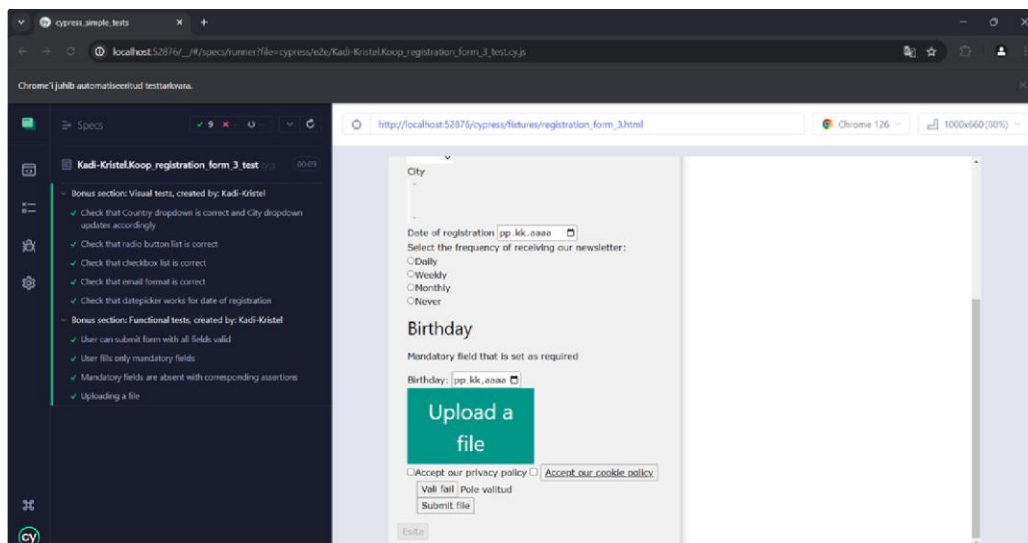 cypress_simple_tests
localhost:52876/_/#/specs/runner?file=cypress/e2e/Kadi-Kristel.Koop_registration_form_3_test.cy.js
Chrome'i juhib automatiseeritud testtarkvara.
Specs
9
Kadi-Kristel.Koop_registration_form_3_test
00:09
Bonus section: Visual tests, created by: Kadi-Kristel
Check that Country dropdown is correct and City dropdown
updates accordingly
Check that radio button list is correct
Check that checkbox list is correct
Check that email format is correct
Check that datepicker works for date of registration
Bonus section: Functional tests, created by: Kadi-Kristel
User can submit form with all fields valid
User fills only mandatory fields
Mandatory fields are absent with corresponding assertions
Uploading a file
cy
http://localhost:52876/cypress/fixtures/registration_form_3.html
Chrome 126
1000x660 (88%)
City
Date of registration pp.kk.aaaa
Select the frequency of receiving our newsletter:
Daily
Weekly
Monthly
Never
Birthday
Mandatory field that is set as required
Birthday: pp.kk.aaaa
Upload a
file
Accept our privacy policy Accept our cookie policy
Vali fail Pole valitud
Submit file
Esita